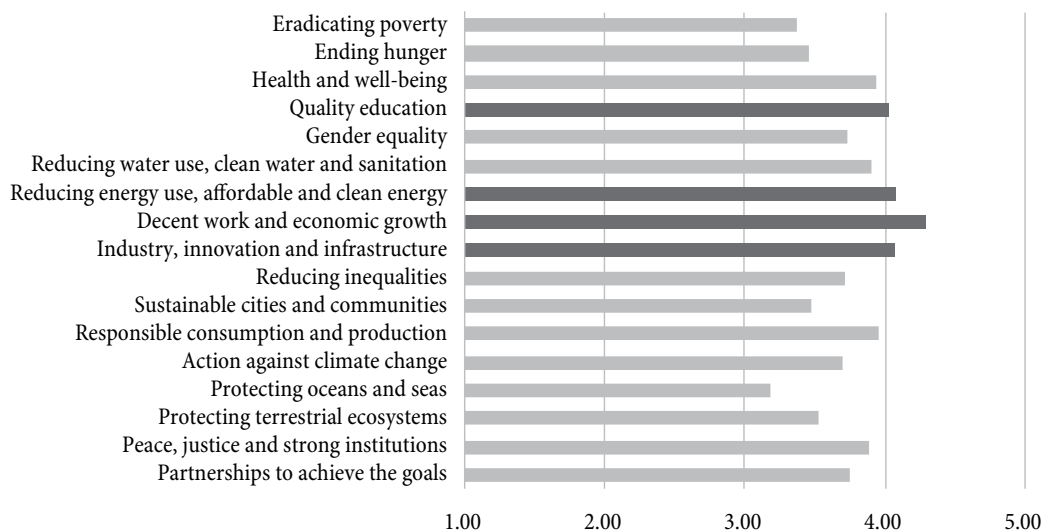 Eradicating poverty
Ending hunger
Health and well-being
Quality education
Gender equality
Reducing water use, clean water and sanitation
Reducing energy use, affordable and clean energy
Decent work and economic growth
Industry, innovation and infrastructure
Reducing inequalities
Sustainable cities and communities
Responsible consumption and production
Action against climate change
Protecting oceans and seas
Protecting terrestrial ecosystems
Peace, justice and strong institutions
Partnerships to achieve the goals
1.00 2.00 3.00 4.00 5.00